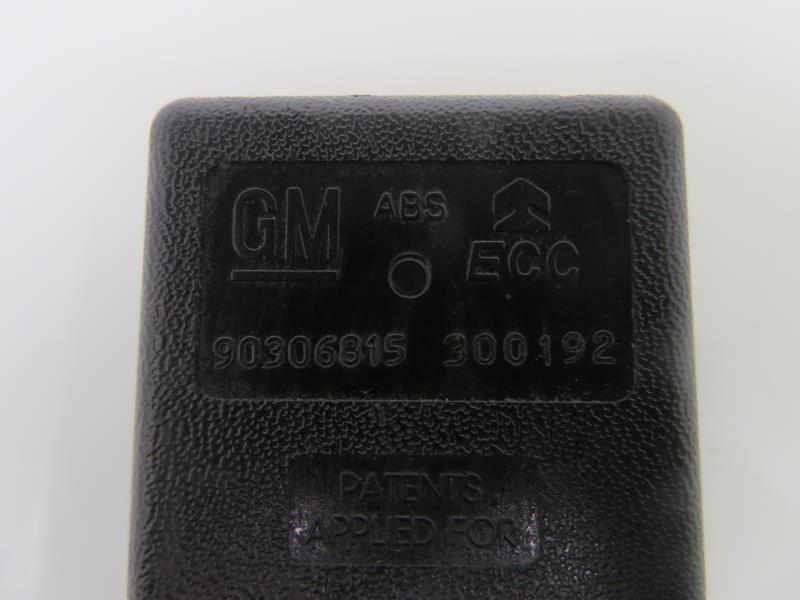 GM ABS ECC
90306815 300192
PATENTS
APPLIED FOR